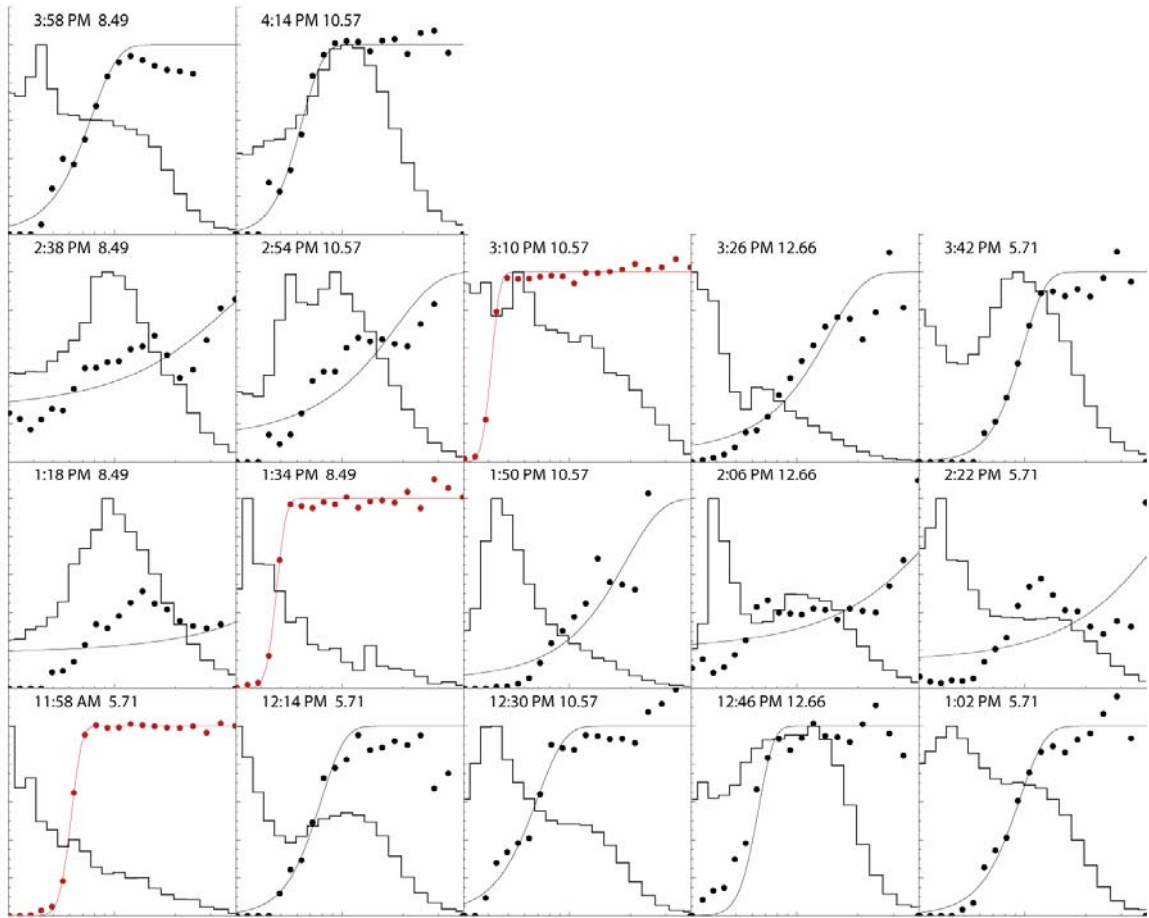 3:58 PM 8.49
4:14 PM 10.57
2:38 PM 8.49
2:54 PM 10.57
3:10 PM 10.57
3:26 PM 12.66
3:42 PM 5.71
1:18 PM 8.49
1:34 PM 8.49
1:50 PM 10.57
2:06 PM 12.66
2:22 PM 5.71
11:58 AM 5.71
12:14 PM 5.71
12:30 PM 10.57
12:46 PM 12.66
1:02 PM 5.71